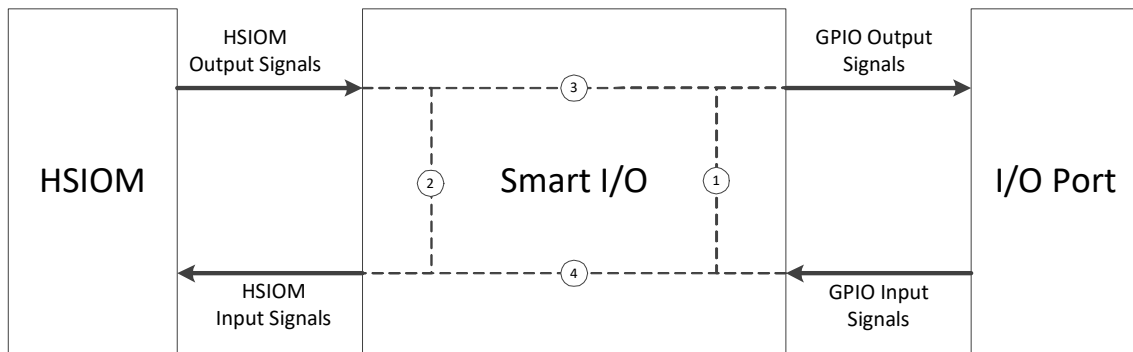 HSIOM
Output Signals
GPIO Output
Signals
3
HSIOM
2
Smart I/O
1
I/O Port
4
HSIOM
Input Signals
GPIO Input
Signals